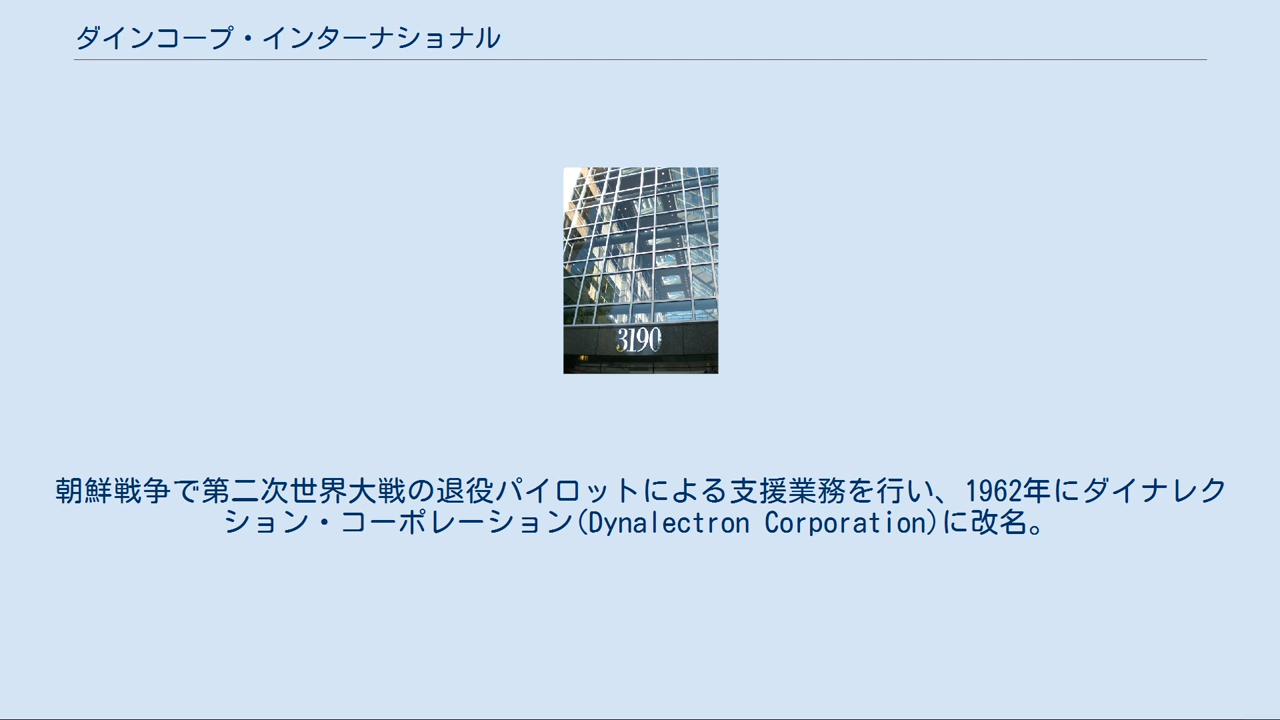 ダインコープ・インターナショナル
3190
朝鮮戦争で第二次世界大戦の退役パイロットによる支援業務を行い、1962年にダイナレク
ション・コーポレーション(Dynalectron Corporation)に改名。